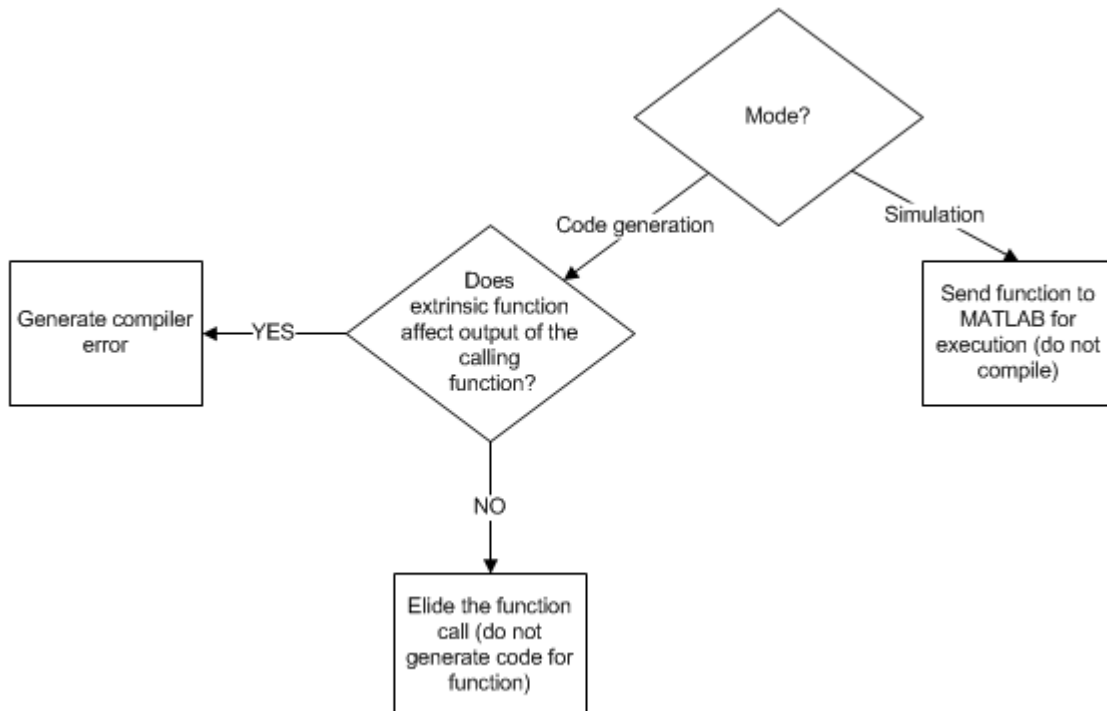 Mode?
Code generation
Simulation
Does
extrinsic function
affect output of the
calling
function?
YES
Generate compiler
error
Send function to
MATLAB for
execution (do not
compile)
NO
Elide the function
call (do not
generate code for
function)